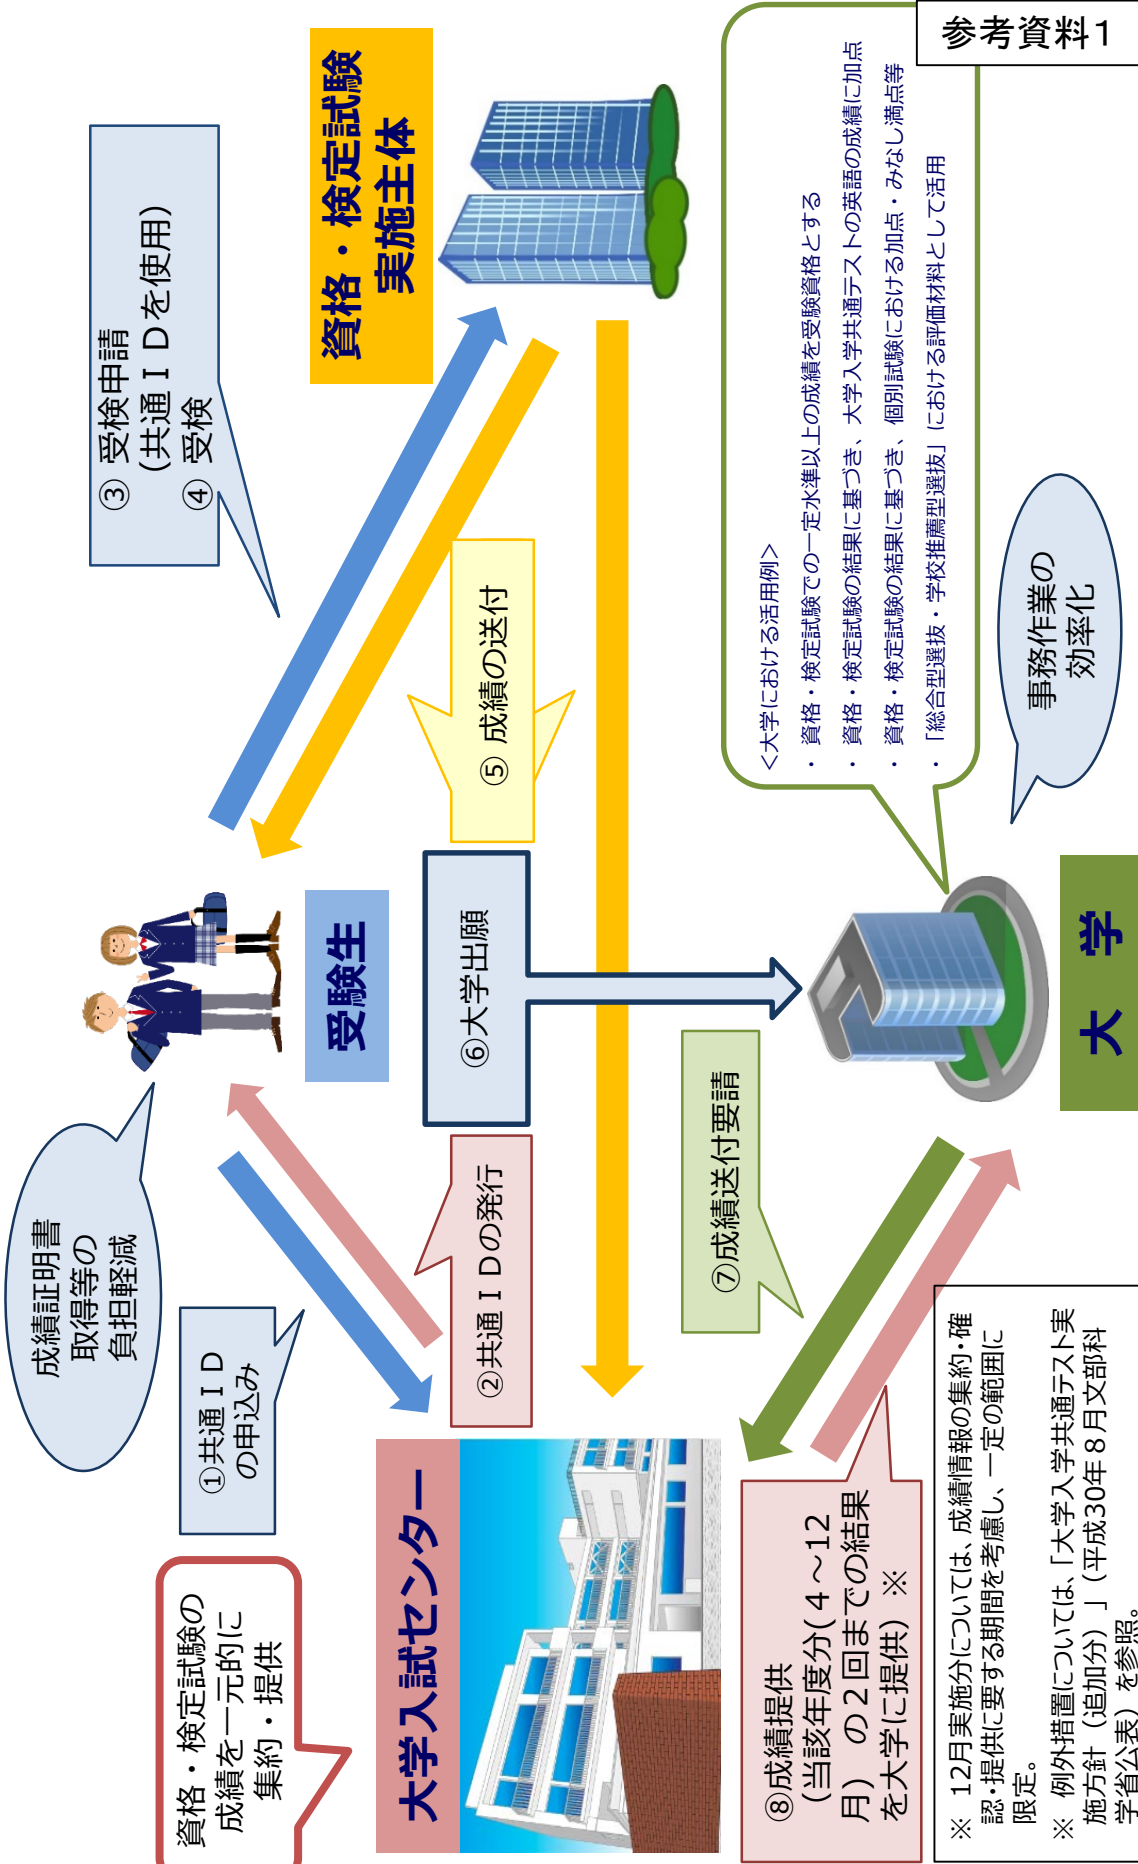 参考資料1
資格・検定試験の
成績を一元的に
集約・提供
大学入試センター
①共通ＩＤ
の申込み
②共通ＩＤの発行
成績証明書
取得等の
負担軽減
受験生
③ 受検申請
(共通ＩＤを使用)
④ 受検
資格・検定試験
実施主体
⑤ 成績の送付
⑥大学出願
⑦成績送付要請
⑧成績提供
(当該年度分(４～12
月）の２回までの結果
を大学に提供) ※
大　学
事務作業の
効率化
＜大学における活用例＞
・ 資格・検定試験での一定水準以上の成績を受験資格とする
・ 資格・検定試験の結果に基づき、大学入学共通テストの英語の成績に加点
・ 資格・検定試験の結果に基づき、個別試験における加点・みなし満点等
・ 「総合型選抜・学校推薦型選抜」における評価材料として活用
※ 12月実施分については、成績情報の集約・確
認・提供に要する期間を考慮し、一定の範囲に
限定。
※ 例外措置については、「大学入学共通テスト実
施方針（追加分）」（平成30年８月文部科
学省公表）を参照。